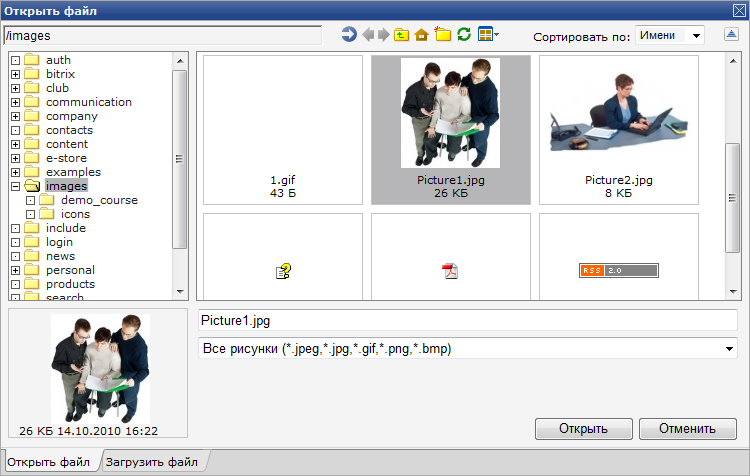 Открыть файл
/images
Сортировать по: Имени
auth
bitrix
club
communication
company
contacts
content
e-store
examples
images
demo_course
icons
include
login
news
personal
products
search
1.gif
43 Б
Picture1.jpg
26 КБ
Picture2.jpg
8 КБ
RSS 2.0
Picture1.jpg
Все рисунки (*.jpeg,*.jpg,*.gif,*.png,*.bmp)
26 КБ 14.10.2010 16:22
Открыть
Отменить
Открыть файл
Загрузить файл